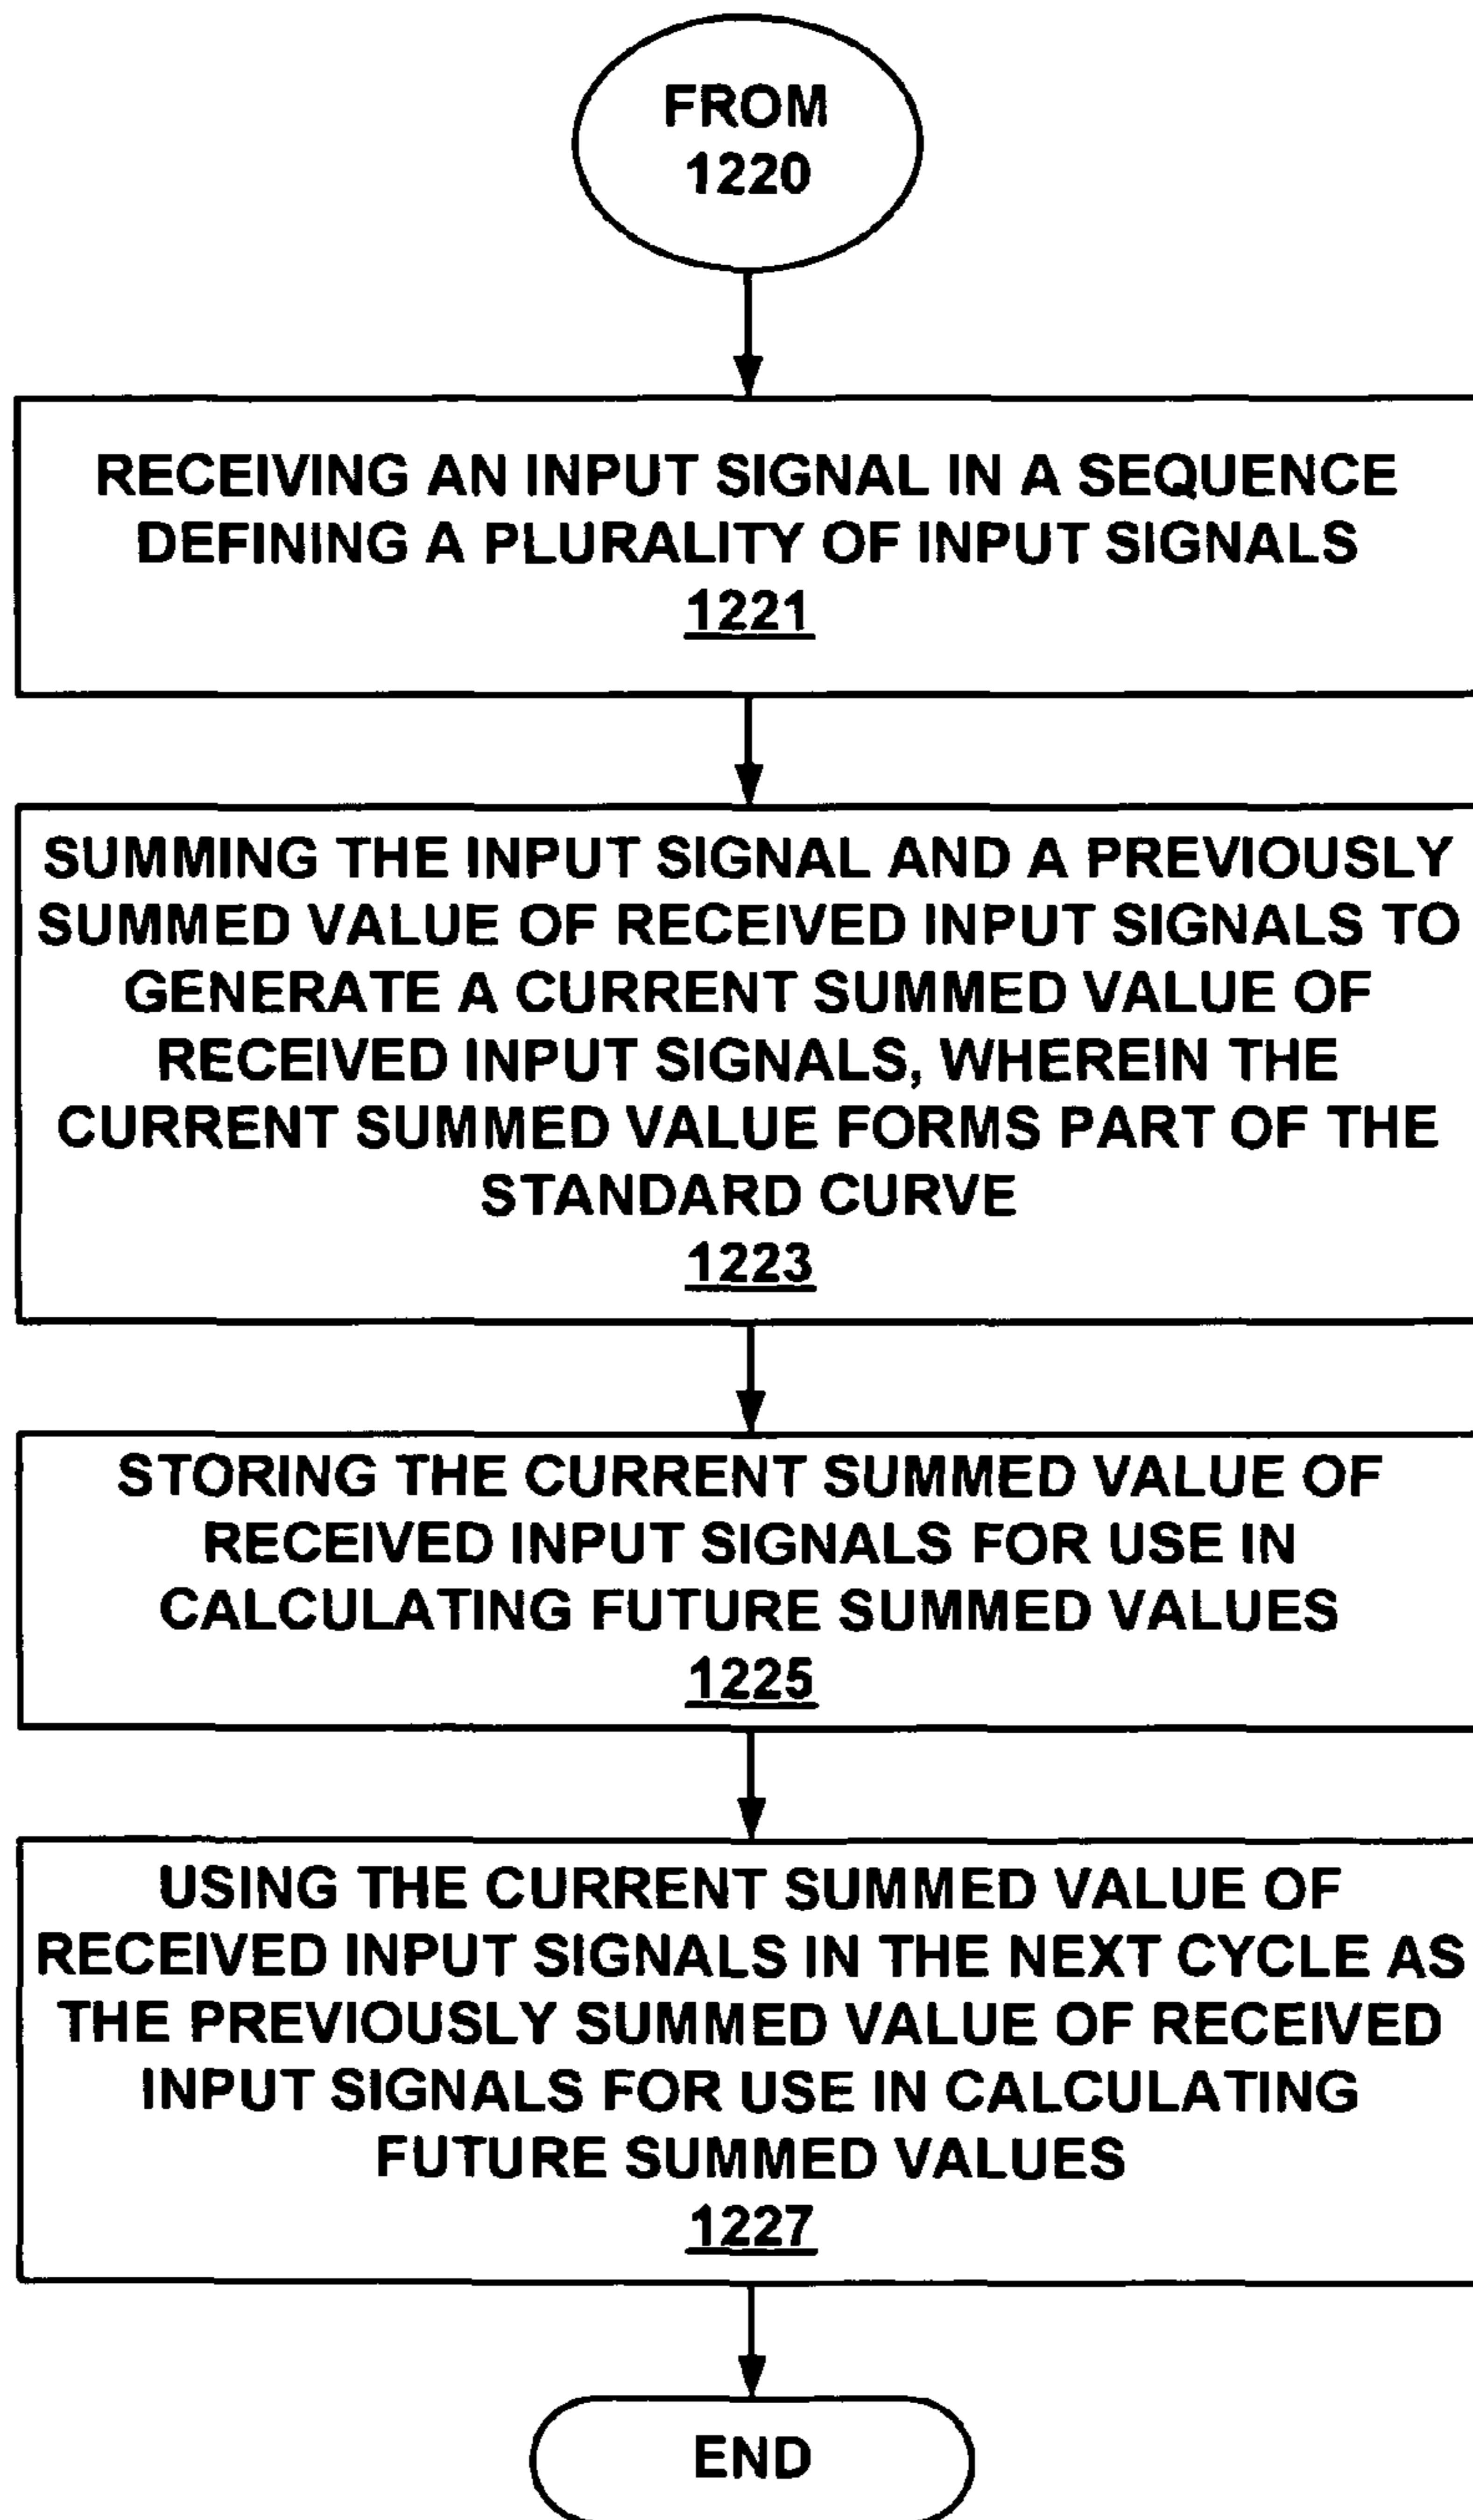 FROM
1220
RECEIVING AN INPUT SIGNAL IN A SEQUENCE
DEFINING A PLURALITY OF INPUT SIGNALS
1221
SUMMING THE INPUT SIGNAL AND A PREVIOUSLY
SUMMED VALUE OF RECEIVED INPUT SIGNALS TO
GENERATE A CURRENT SUMMED VALUE OF
RECEIVED INPUT SIGNALS, WHEREIN THE
CURRENT SUMMED VALUE FORMS PART OF THE
STANDARD CURVE
1223
STORING THE CURRENT SUMMED VALUE OF
RECEIVED INPUT SIGNALS FOR USE IN
CALCULATING FUTURE SUMMED VALUES
1225
USING THE CURRENT SUMMED VALUE OF
RECEIVED INPUT SIGNALS IN THE NEXT CYCLE AS
THE PREVIOUSLY SUMMED VALUE OF RECEIVED
INPUT SIGNALS FOR USE IN CALCULATING
FUTURE SUMMED VALUES
1227
END